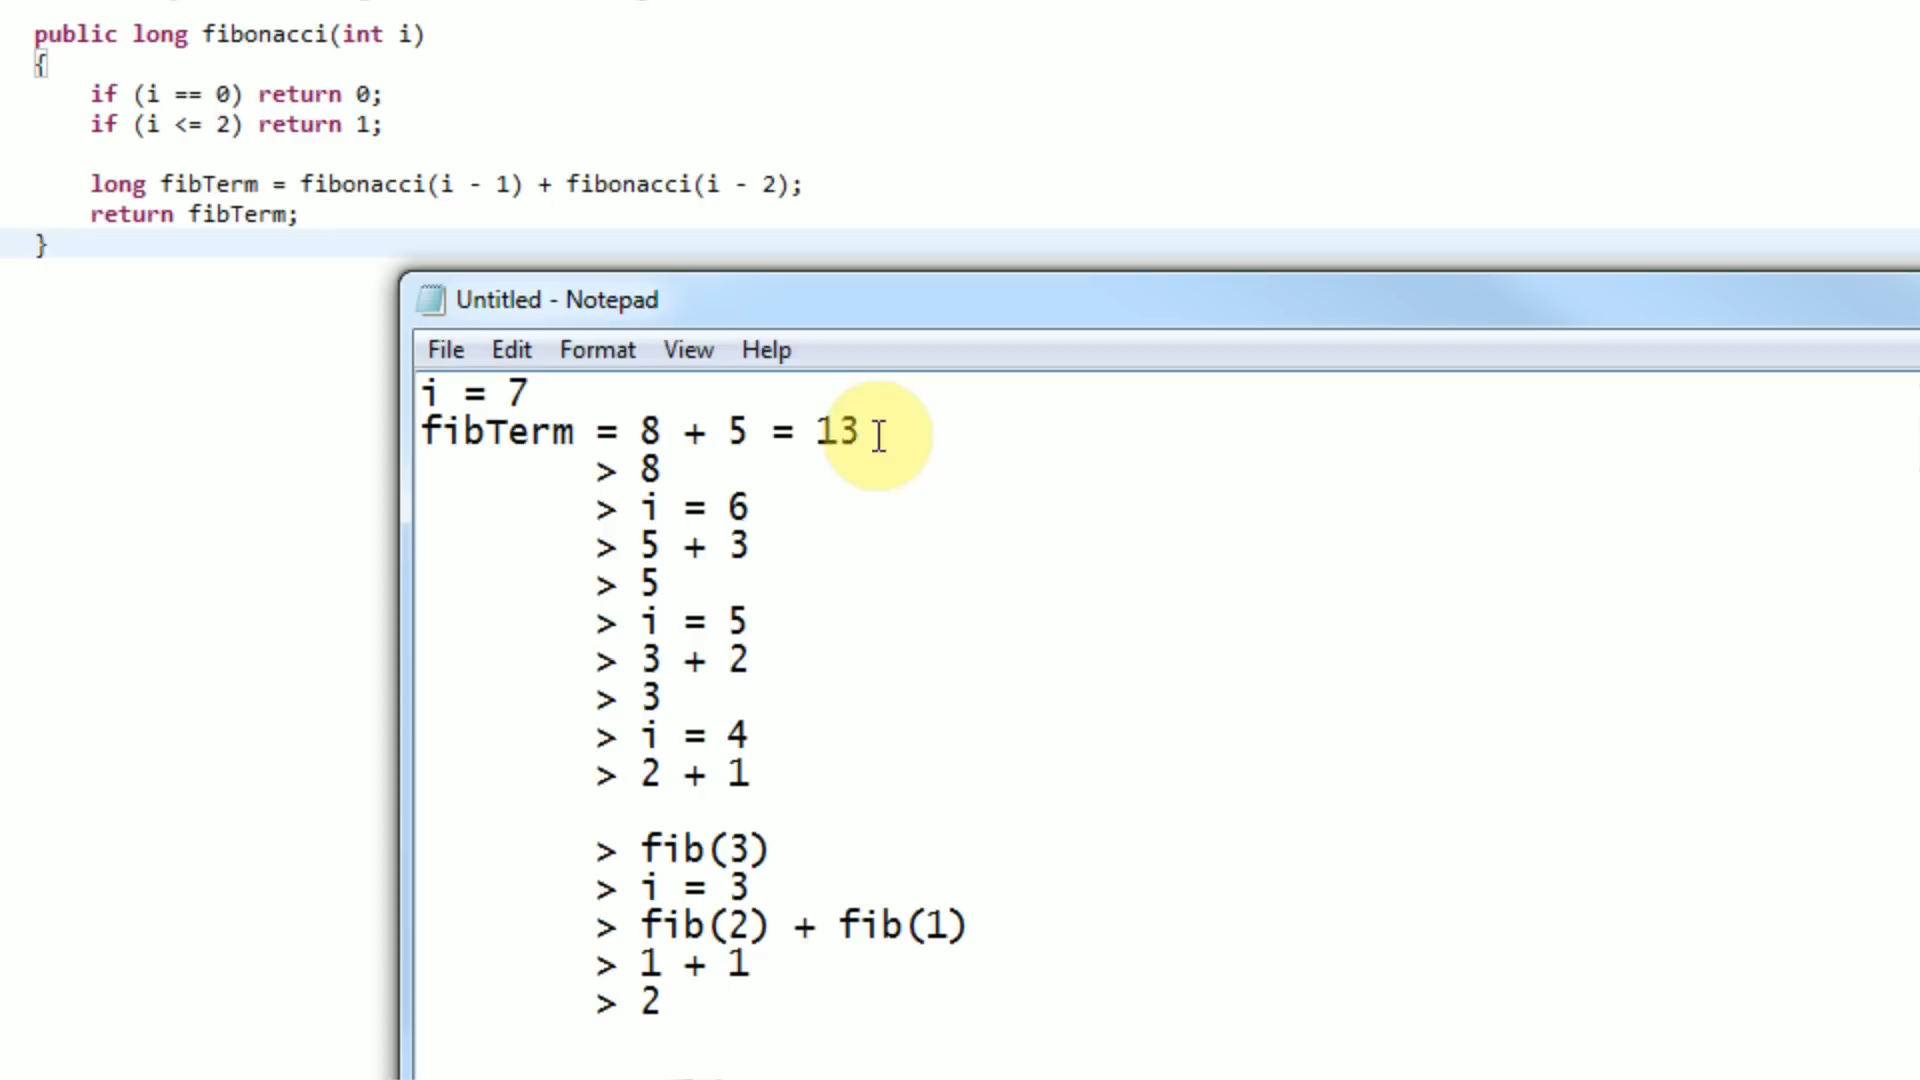 public long fibonacci(int i)
{
if (i == 0) return 0;
if (i <= 2) return 1;
long fibTerm = fibonacci(i - 1) + fibonacci(i - 2);
return fibTerm;
}
Untitled - Notepad
File Edit Format View Help
i = 7
fibTerm = 8 + 5 = 13
> 8
> i = 6
> 5 + 3
> 5
> i = 5
> 3 + 2
> 3
> i = 4
> 2 + 1
> fib(3)
> i = 3
> fib(2) + fib(1)
> 1 + 1
> 2